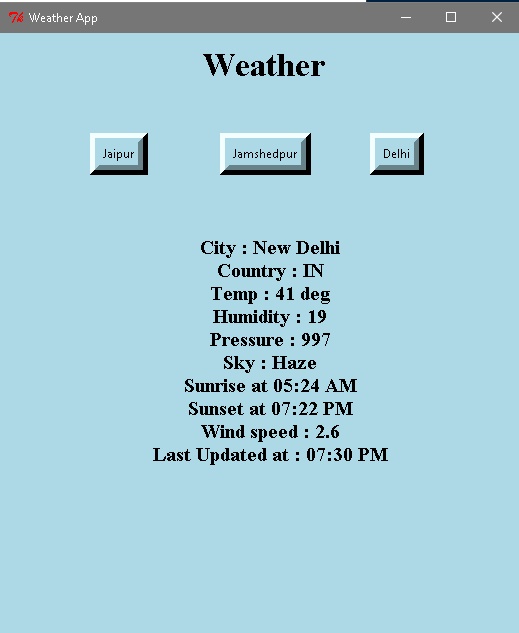 Weather App
Weather
Jaipur
Jamshedpur
Delhi
City : New Delhi
Country : IN
Temp : 41 deg
Humidity : 19
Pressure : 997
Sky : Haze
Sunrise at 05:24 AM
Sunset at 07:22 PM
Wind speed : 2.6
Last Updated at : 07:30 PM